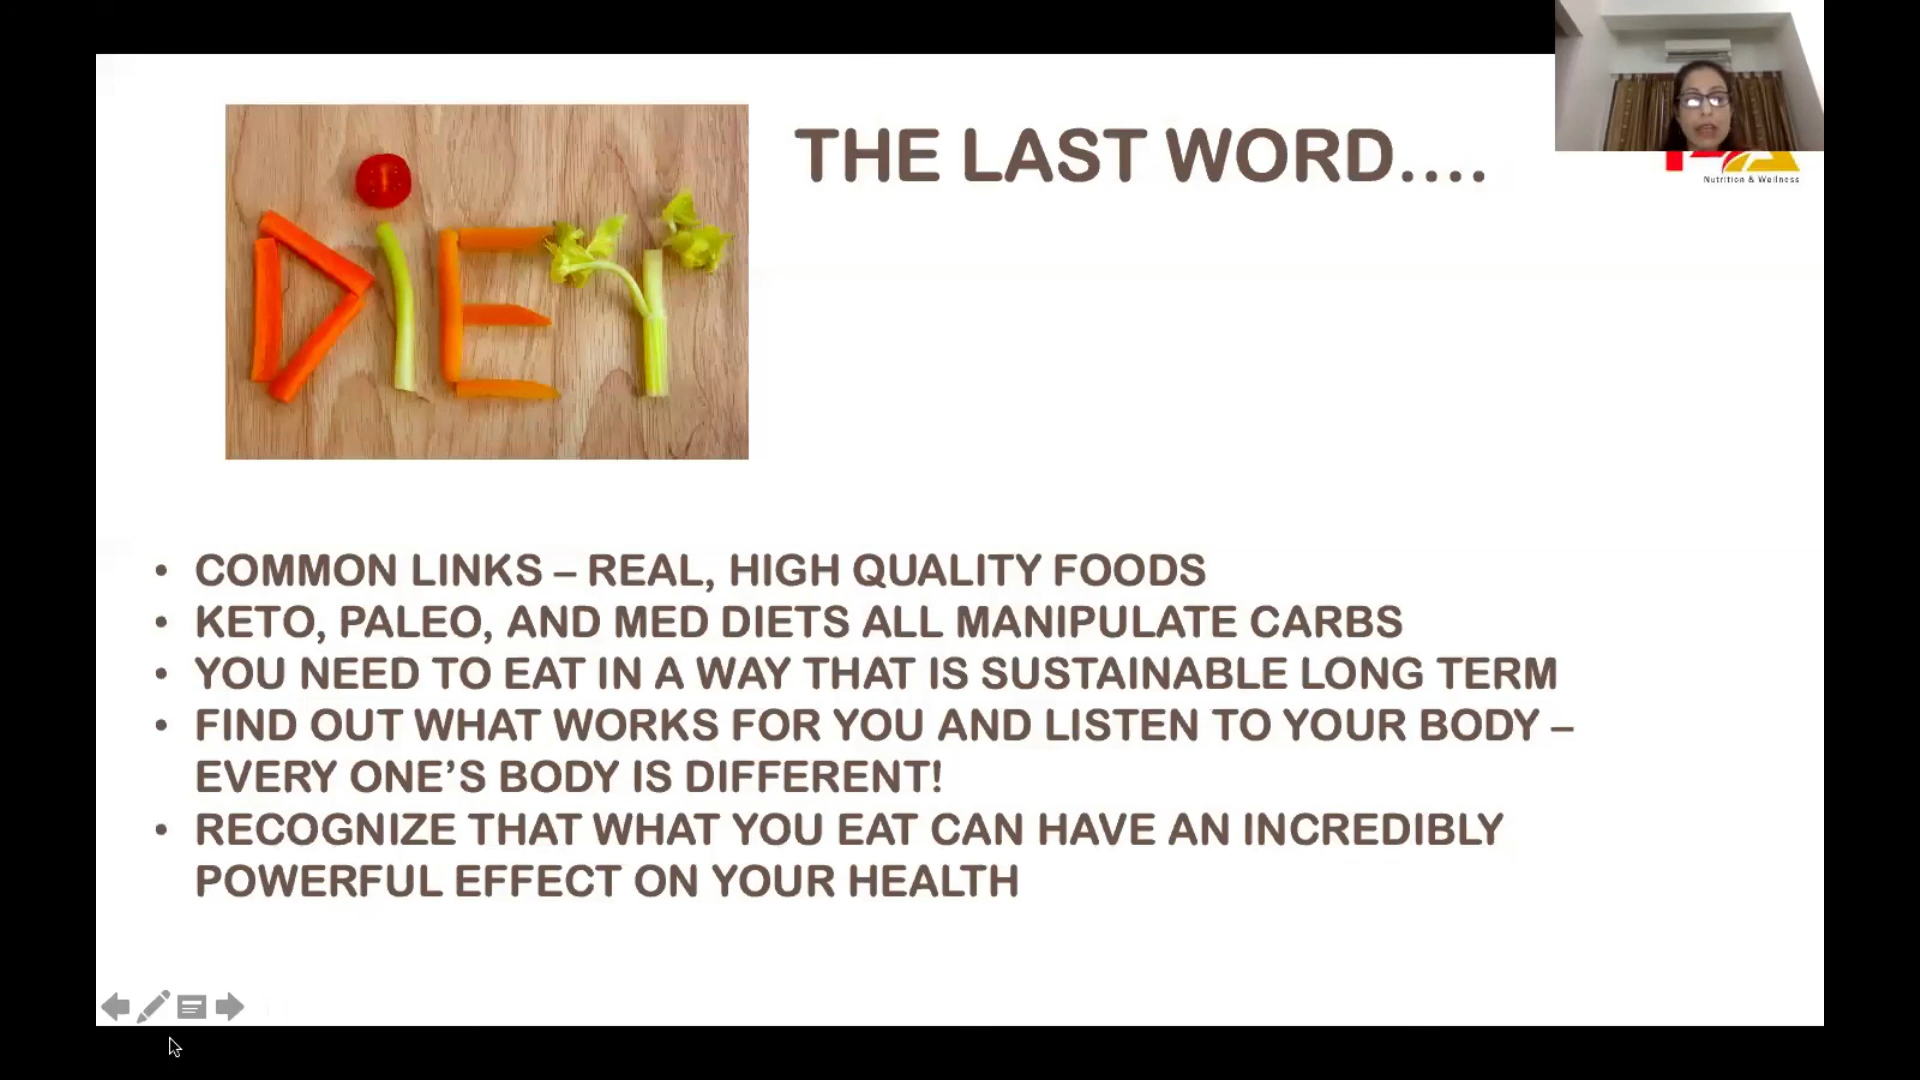 THE LAST WORD....
Nutrition & Wellness
DiET
• COMMON LINKS – REAL, HIGH QUALITY FOODS
• KETO, PALEO, AND MED DIETS ALL MANIPULATE CARBS
• YOU NEED TO EAT IN A WAY THAT IS SUSTAINABLE LONG TERM
• FIND OUT WHAT WORKS FOR YOU AND LISTEN TO YOUR BODY –
EVERY ONE’S BODY IS DIFFERENT!
• RECOGNIZE THAT WHAT YOU EAT CAN HAVE AN INCREDIBLY
POWERFUL EFFECT ON YOUR HEALTH